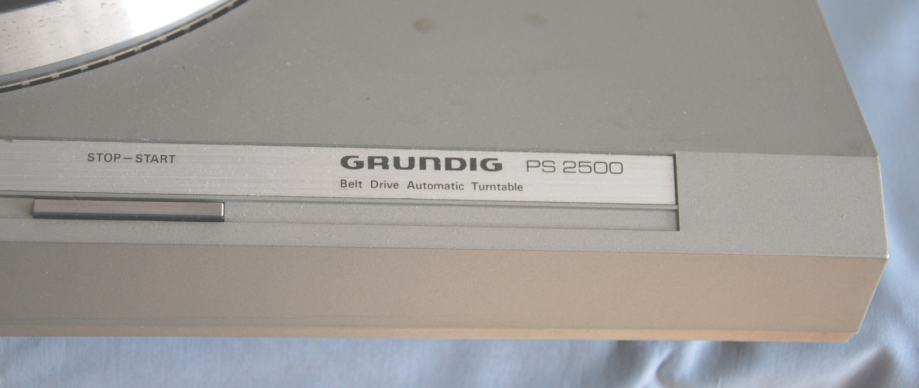 STOP–START
GRUNDIG PS 2500
Belt Drive Automatic Turntable